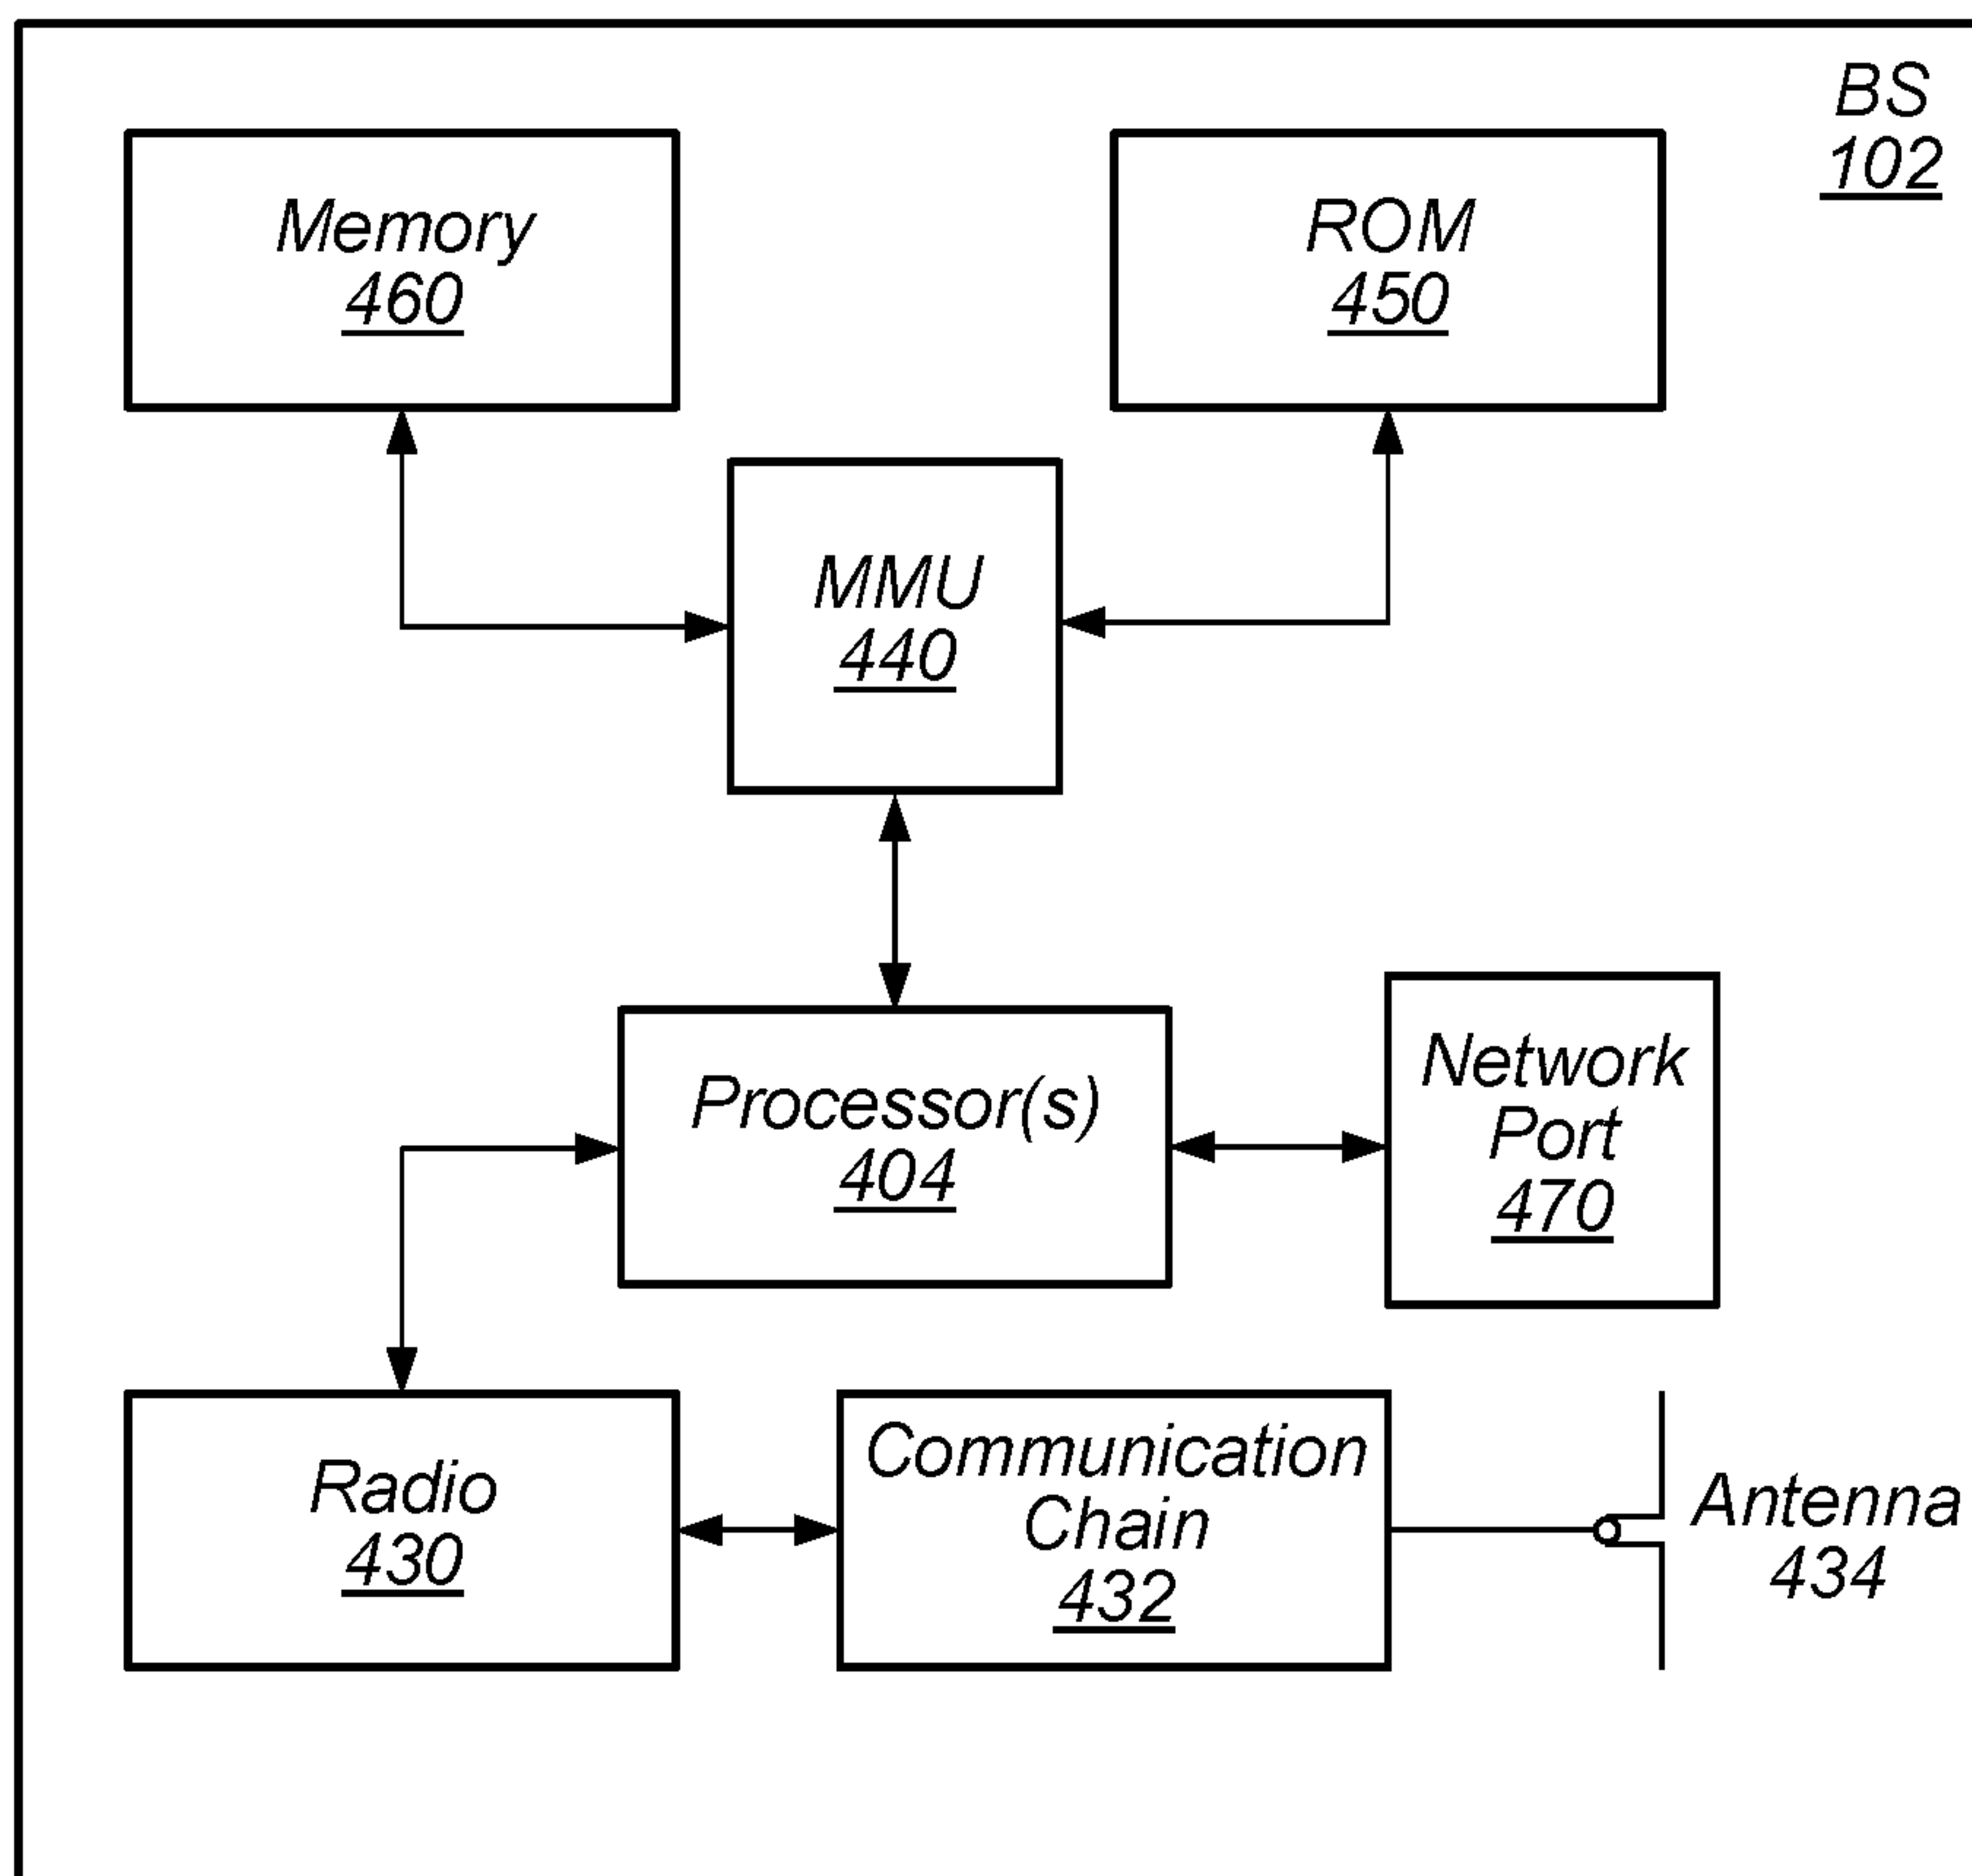 BS
102
Memory
460
ROM
450
MMU
440
Processor(s)
404
Network
Port
470
Radio
430
Communication
Chain
432
Antenna
434